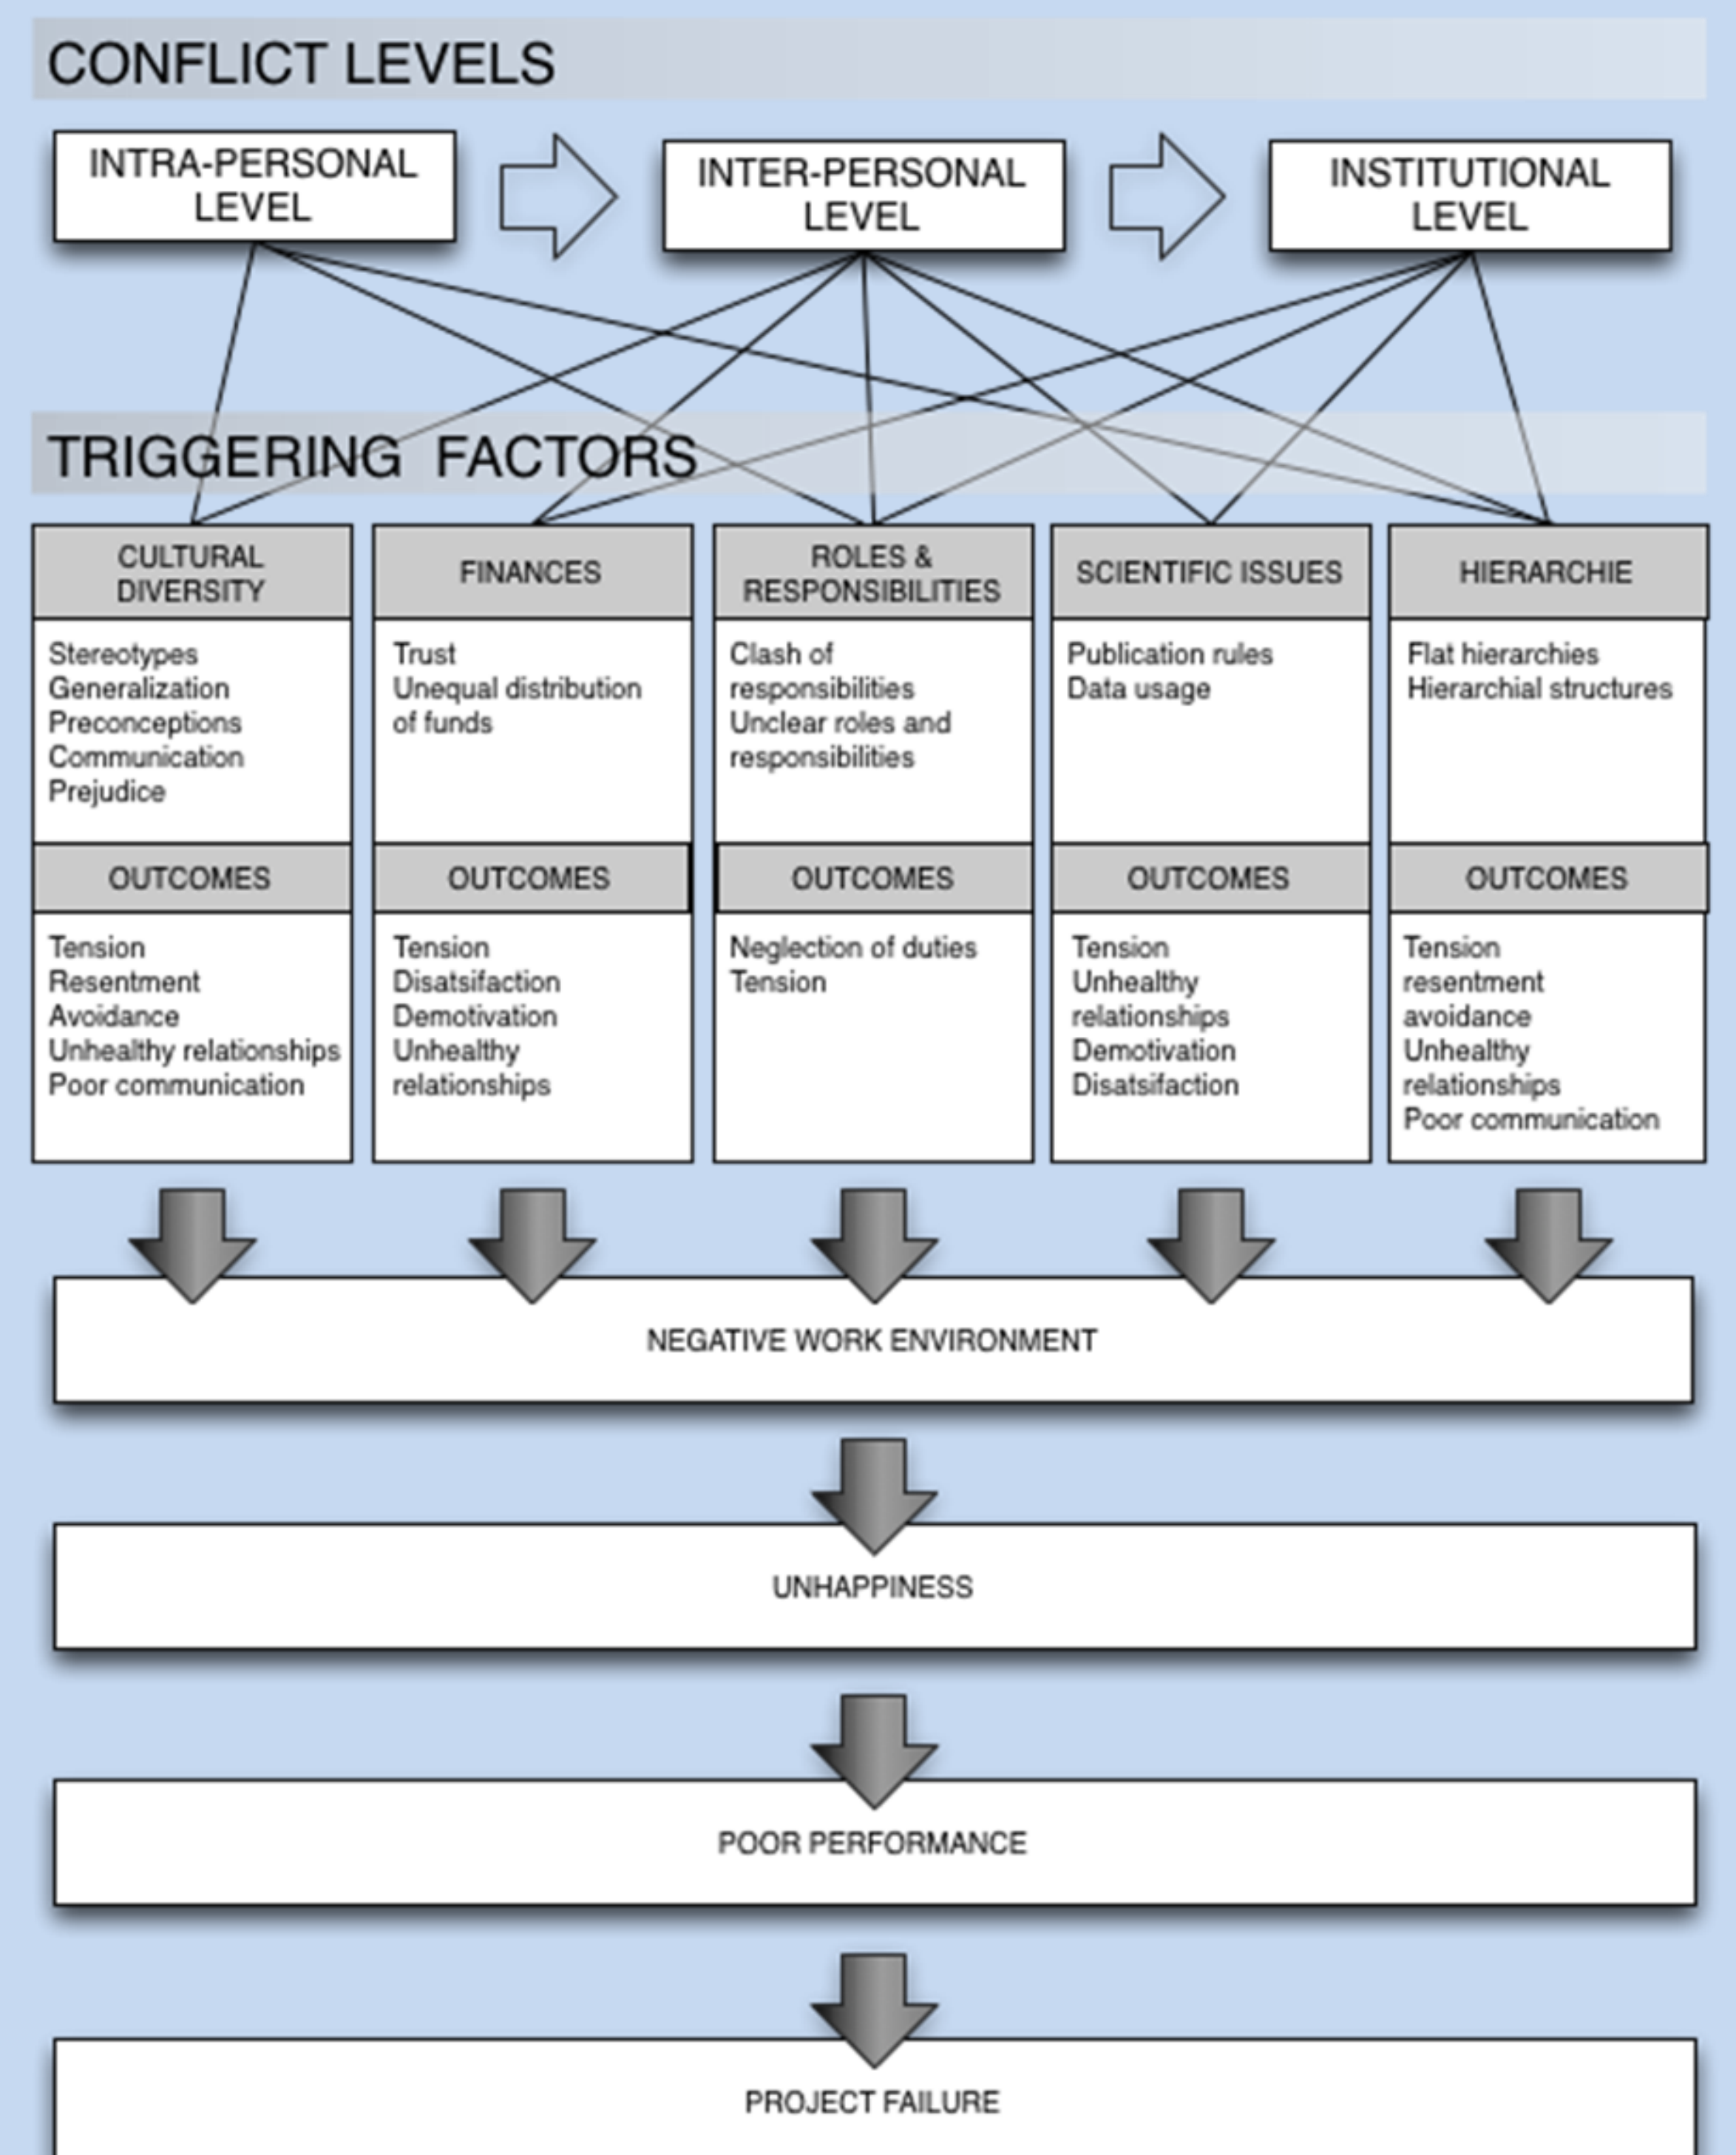 CONFLICT LEVELS
INTRA-PERSONAL
LEVEL
INTER-PERSONAL
LEVEL
INSTITUTIONAL
LEVEL
TRIGGERING FACTORS
CULTURAL
DIVERSITY
Stereotypes
Generalization
Preconceptions
Communication
Prejudice
OUTCOMES
Tension
Resentment
Avoidance
Unhealthy relationships
Poor communication
FINANCES
Trust
Unequal distribution
of funds
OUTCOMES
Tension
Disatsifaction
Demotivation
Unhealthy
relationships
ROLES &
RESPONSIBILITIES
Clash of
responsibilities
Unclear roles and
responsibilities
OUTCOMES
Neglection of duties
Tension
SCIENTIFIC ISSUES
Publication rules
Data usage
OUTCOMES
Tension
Unhealthy
relationships
Demotivation
Disatsifaction
HIERARCHIE
Flat hierarchies
Hierarchial structures
OUTCOMES
Tension
resentment
avoidance
Unhealthy
relationships
Poor communication
NEGATIVE WORK ENVIRONMENT
UNHAPPINESS
POOR PERFORMANCE
PROJECT FAILURE